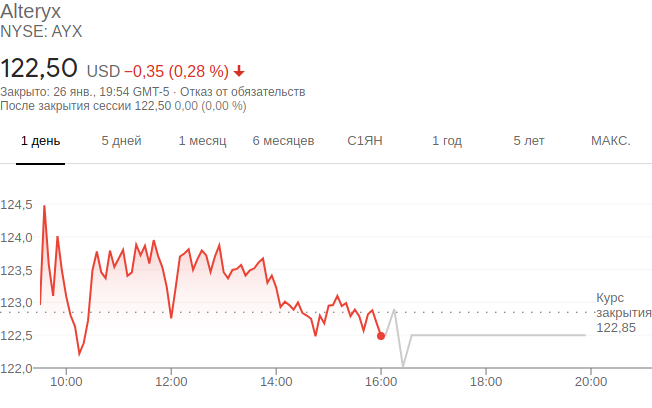 Alteryx
NYSE: AYX
122,50 USD −0,35 (0,28 %)
Закрыто: 26 янв., 19:54 GMT-5 · Отказ от обязательств
После закрытия сессии 122,50 0,00 (0,00 %)
1 день 5 дней 1 месяц 6 месяцев С1ЯН 1 год 5 лет МАКС.
124,5
124,0
123,5
123,0
122,5
122,0
Курс
закрытия
122,85
10:00 12:00 14:00 16:00 18:00 20:00